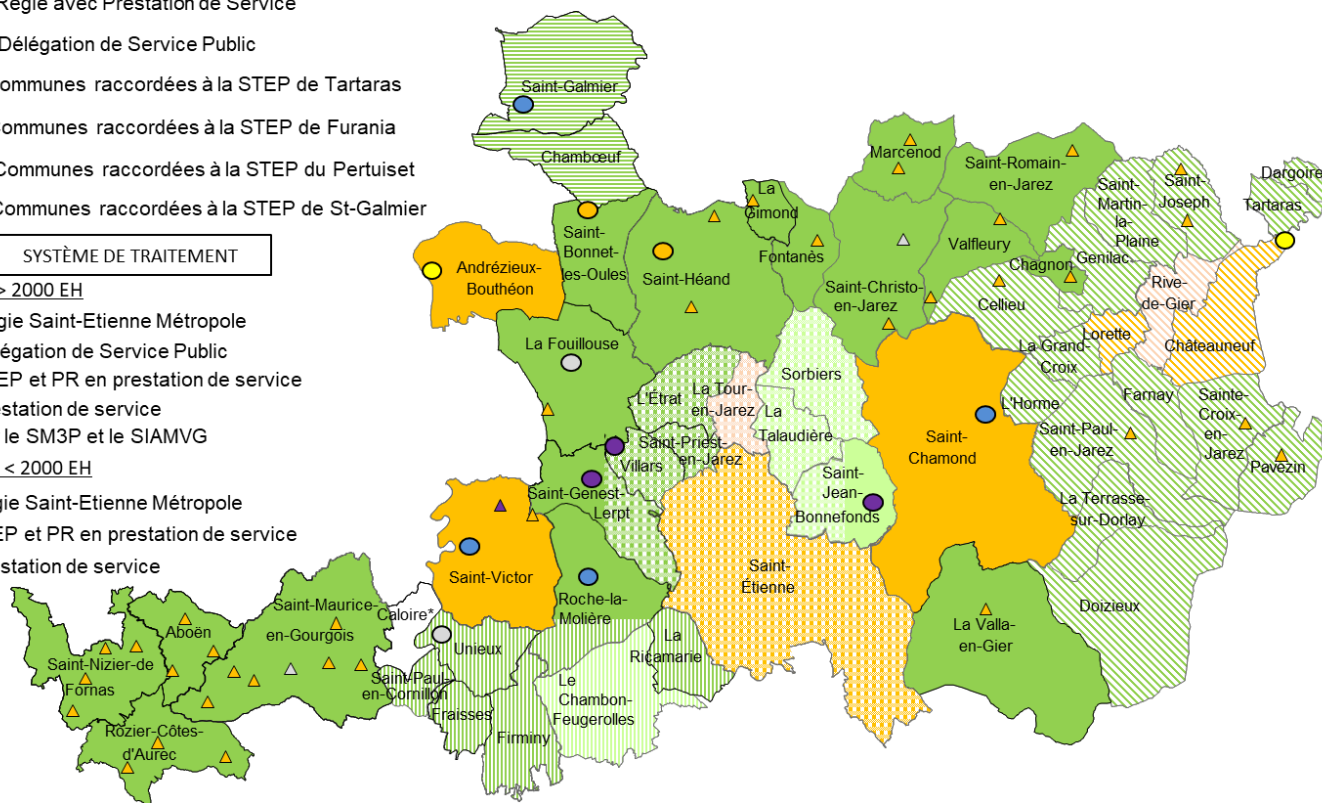 Régie avec Prestation de Service
Délégation de Service Public
ommunes raccordées à la STEP de Tartaras
ommunes raccordées à la STEP de Furania
Communes raccordées à la STEP du Pertuiset
Communes raccordées à la STEP de St-Galmier
SYSTÈME DE TRAITEMENT
> 2000 EH
gie Saint-Etienne Métropole
légation de Service Public
EP et PR en prestation de service
estation de service
le SM3P et le SIAMVG
< 2000 EH
gie Saint-Etienne Métropole
EP et PR en prestation de service
estation de service
Saint-Galmier
Chambœuf
Saint-
Bonnet-
les-Oules
Andrézieux-
Bouthéon
Saint-Héand
La
Gimond
Fontanès
Marcenod
Saint-Romain-
en-Jarez
Valfleury
Chagnon
Saint-Christo-
en-Jarez
Cellieu
Saint-
Martin-
la-
Plaine
Saint-
Joseph
Genilac
Dargoire
Tartaras
Rive-
de-Gier
Châteauneuf
Lorette
La Grand-
Croix
L'Horme
Farnay
Saint-Paul-
en-Jarez
Sainte-
Croix-
en-
Jarez
Pavezin
La Terrasse-
sur-Dorlay
Doizieux
La Fouillouse
L'Étrat
La Tour-
en-Jarez
Sorbiers
La
Talaudière
Saint-Priest-
en-Jarez
Villars
Saint-Genest-
Lerpt
Saint-
Jean-
Bonnefonds
Saint-
Chamond
Saint-
Étienne
La Valla-
en-Gier
Saint-Victor
Roche-la-
Molière
La
Ricamarie
Le
Chambon-
Feugerolles
Firminy
Fraisses
Unieux
Caloire*
Saint-Paul-
en-Cornillon
Saint-Maurice-
en-Gourgois
Aboën
Saint-Nizier-de
Fornas
Rozier-Côtes-
d'Aurec